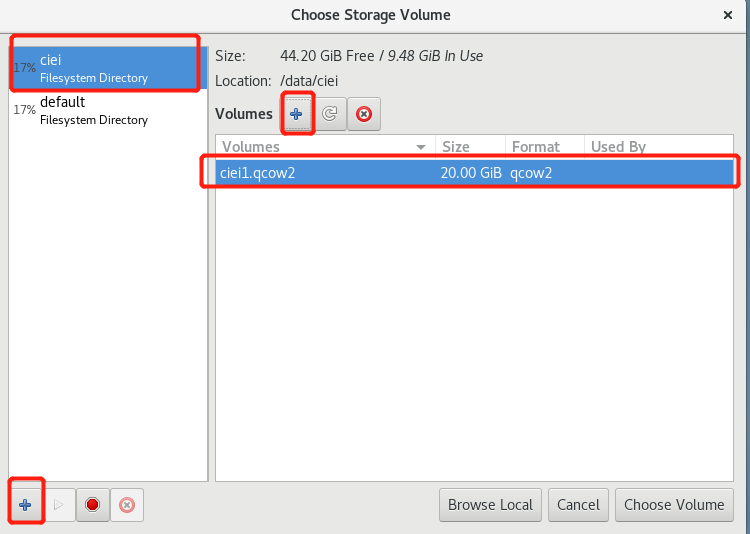 Choose Storage Volume
17% ciei
Filesystem Directory
17% default
Filesystem Directory
Size: 44.20 GiB Free / 9.48 GiB In Use
Location: /data/ciei
Volumes
Volumes Size Format Used By
ciei1.qcow2 20.00 GiB qcow2
Browse Local Cancel Choose Volume